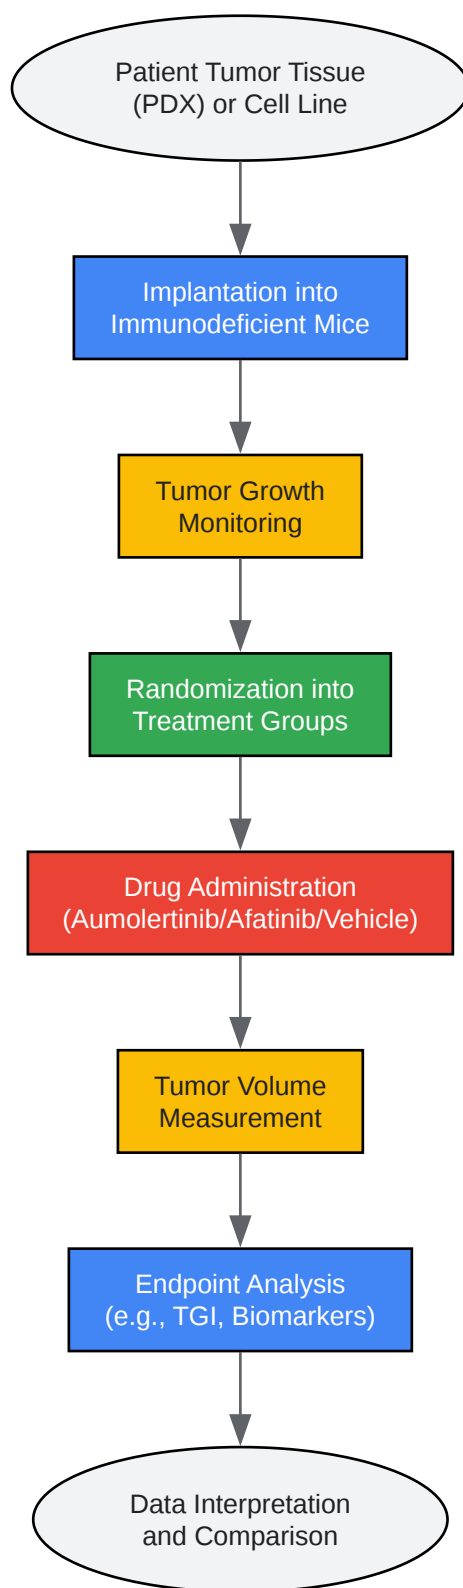 Patient Tumor Tissue
(PDX) or Cell Line
Implantation into
Immunodeficient Mice
Tumor Growth
Monitoring
Randomization into
Treatment Groups
Drug Administration
(Aumolertinib/Afatinib/Vehicle)
Tumor Volume
Measurement
Endpoint Analysis
(e.g., TGI, Biomarkers)
Data Interpretation
and Comparison